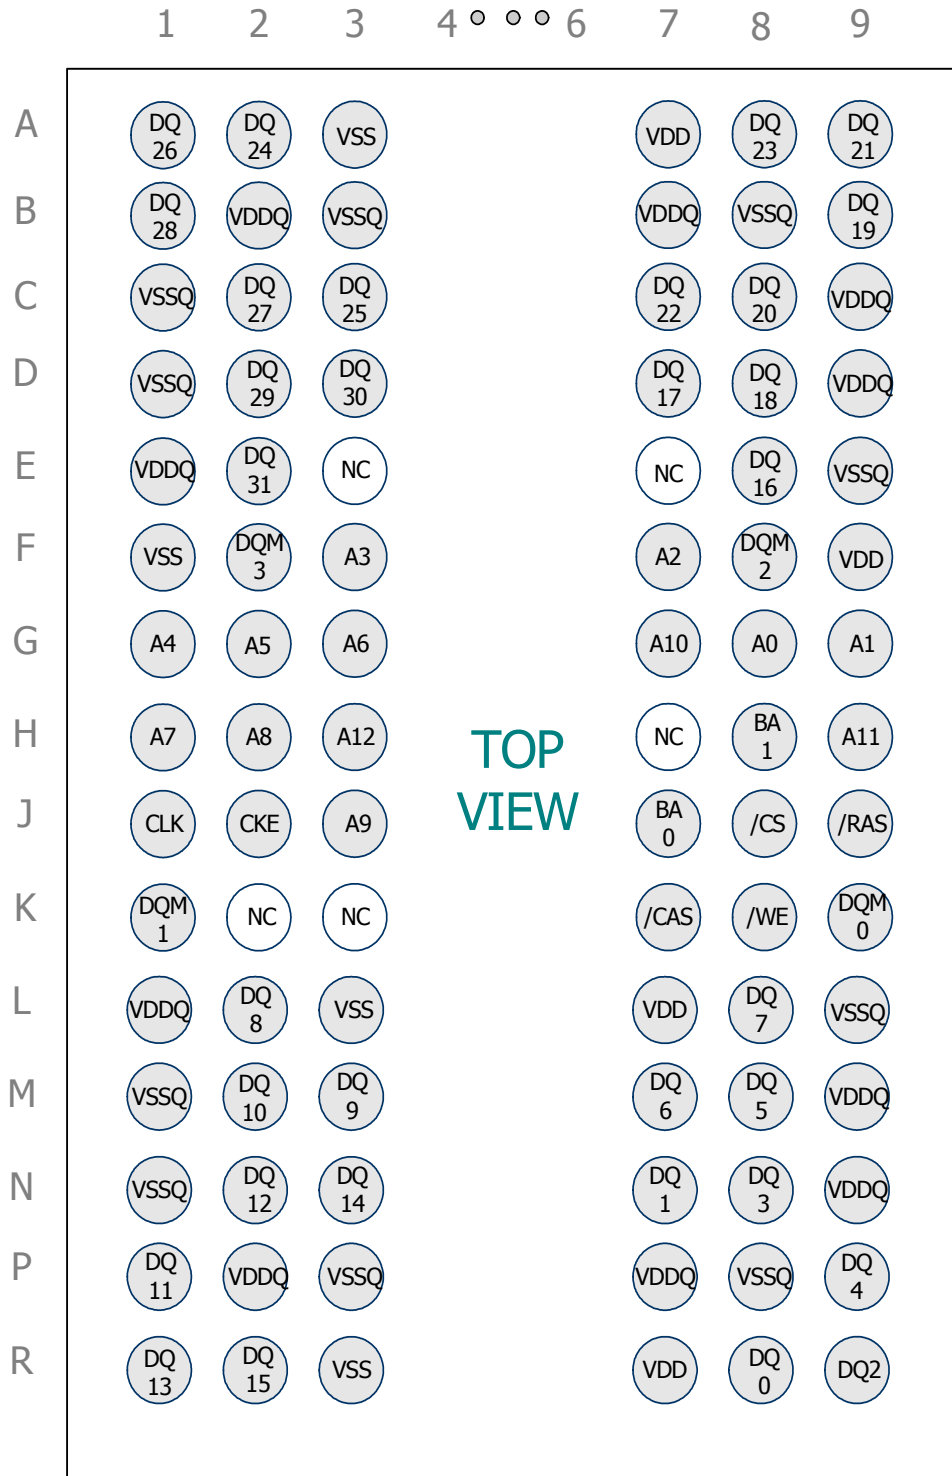 1 2 3 4 6 7 8 9
A DQ 26 DQ 24 VSS VDD DQ 23 DQ 21
B DQ 28 VDDQ VSSQ VDDQ VSSQ DQ 19
C VSSQ DQ 27 DQ 25 DQ 22 DQ 20 VDDQ
D VSSQ DQ 29 DQ 30 DQ 17 DQ 18 VDDQ
E VDDQ DQ 31 NC NC DQ 16 VSSQ
F VSS DQM 3 A3 A2 DQM 2 VDD
G A4 A5 A6 A10 A0 A1
H A7 A8 A12 NC BA 1 A11
TOP
VIEW
J CLK CKE A9 BA 0 /CS /RAS
K DQM 1 NC NC /CAS /WE DQM 0
L VDDQ DQ 8 VSS VDD DQ 7 VSSQ
M VSSQ DQ 10 DQ 9 DQ 6 DQ 5 VDDQ
N VSSQ DQ 12 DQ 14 DQ 1 DQ 3 VDDQ
P DQ 11 VDDQ VSSQ VDDQ VSSQ DQ 4
R DQ 13 DQ 15 VSS VDD DQ 0 DQ2